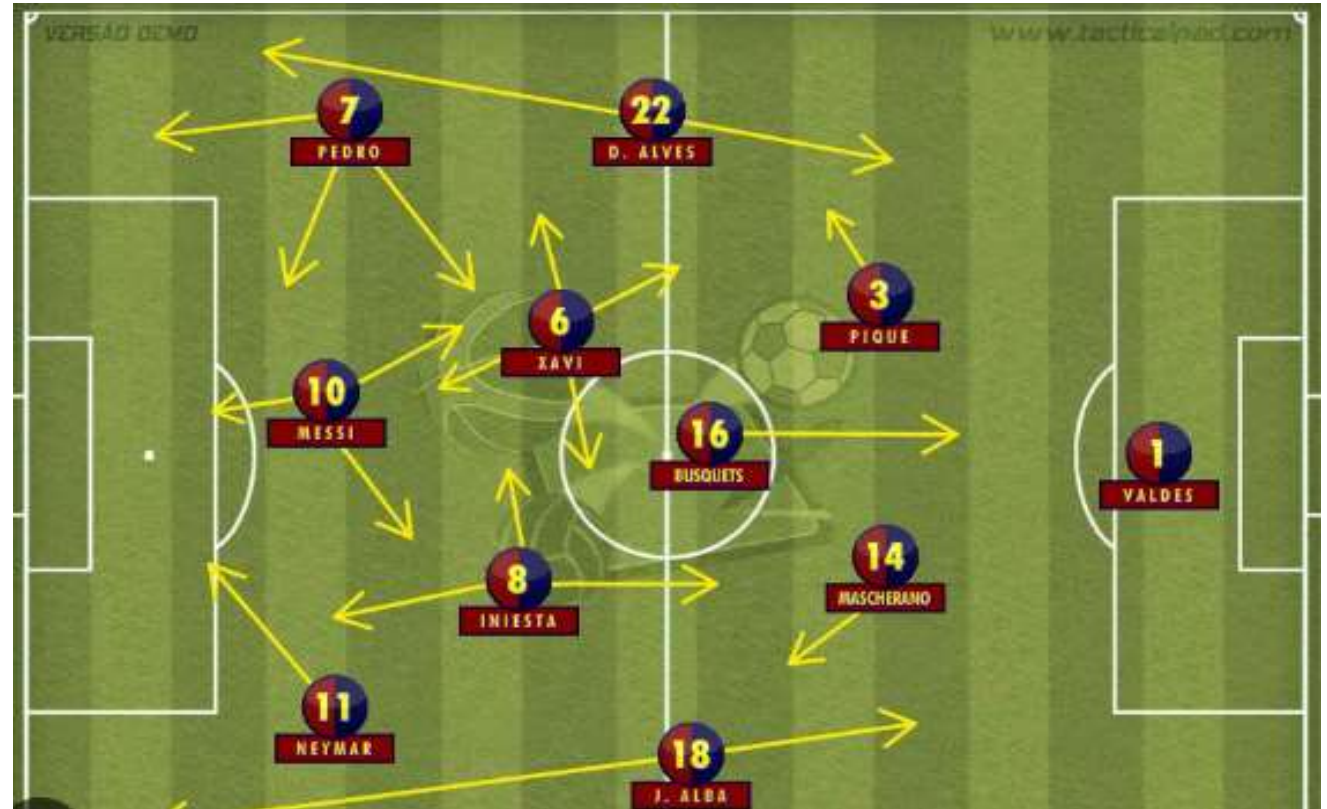 VERSÃO DEMO
www.tacticalpad.com
7
PEDRO
22
D. ALVES
3
PIQUE
6
XAVI
10
MESSI
16
BUSQUETS
1
VALDES
14
MASCHERANO
8
INIESTA
11
NEYMAR
18
J. ALBA